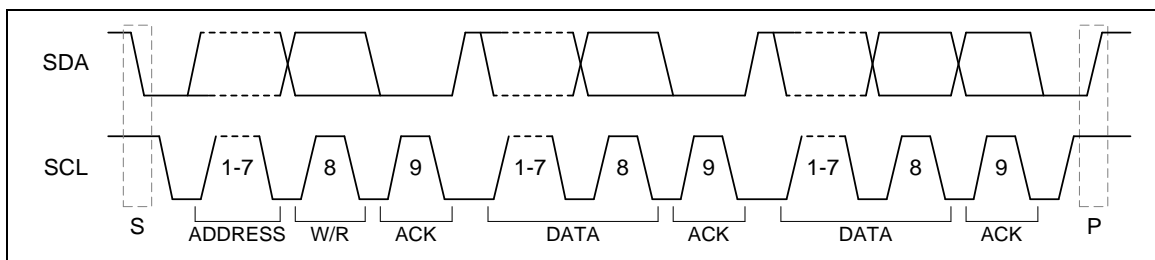 SDA
SCL
1-7 8 9 1-7 8 9 1-7 8 9
S ADDRESS W/R ACK DATA ACK DATA ACK P